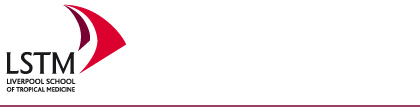 LSTM
LIVERPOOL SCHOOL
OF TROPICAL MEDICINE